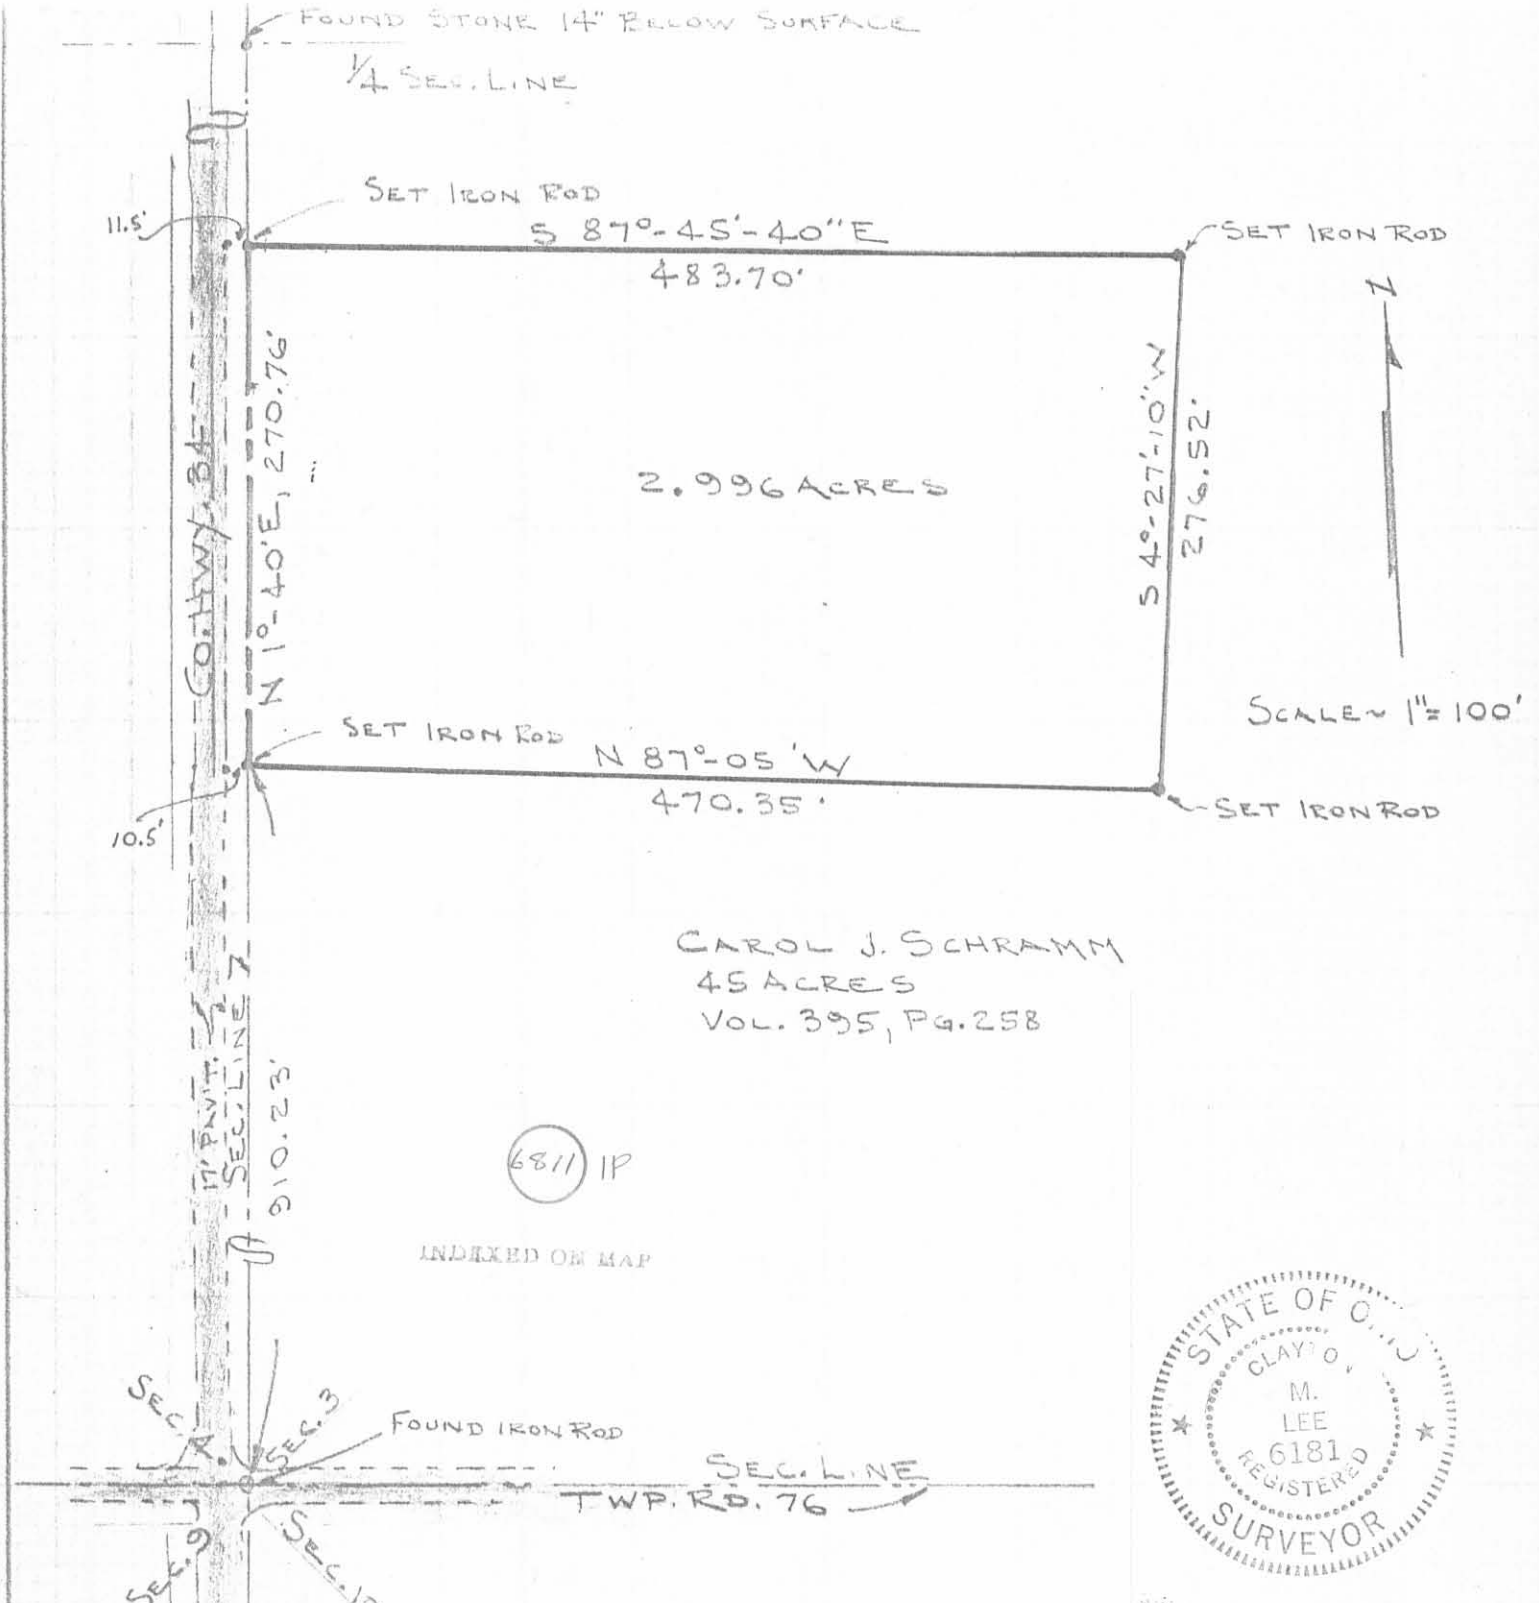 FOUND STONE 14" BELOW SURFACE
1/4 SEC. LINE
SET IRON ROD
11.5'
S 87°-45'-40"E
483.70'
SET IRON ROD
N
CO. HWY. 84
N 1°-40'E, 270.76'
2.996 ACRES
S 4°-27'-10"W
276.52'
SCALE~ 1"= 100'
SET IRON ROD
N 87°-05'W
470.35'
SET IRON ROD
10.5'
CAROL J. SCHRAMM
45 ACRES
VOL. 395, PG. 258
17' PAV'T.
SEC. LINE
910.23'
6811 IP
INDEXED ON MAP
SEC. 4
SEC. 3
FOUND IRON ROD
SEC. LINE
TWP. RD. 76
SEC. 9
SEC.
STATE OF
M.
LEE
6181
REGISTERED
SURVEYOR